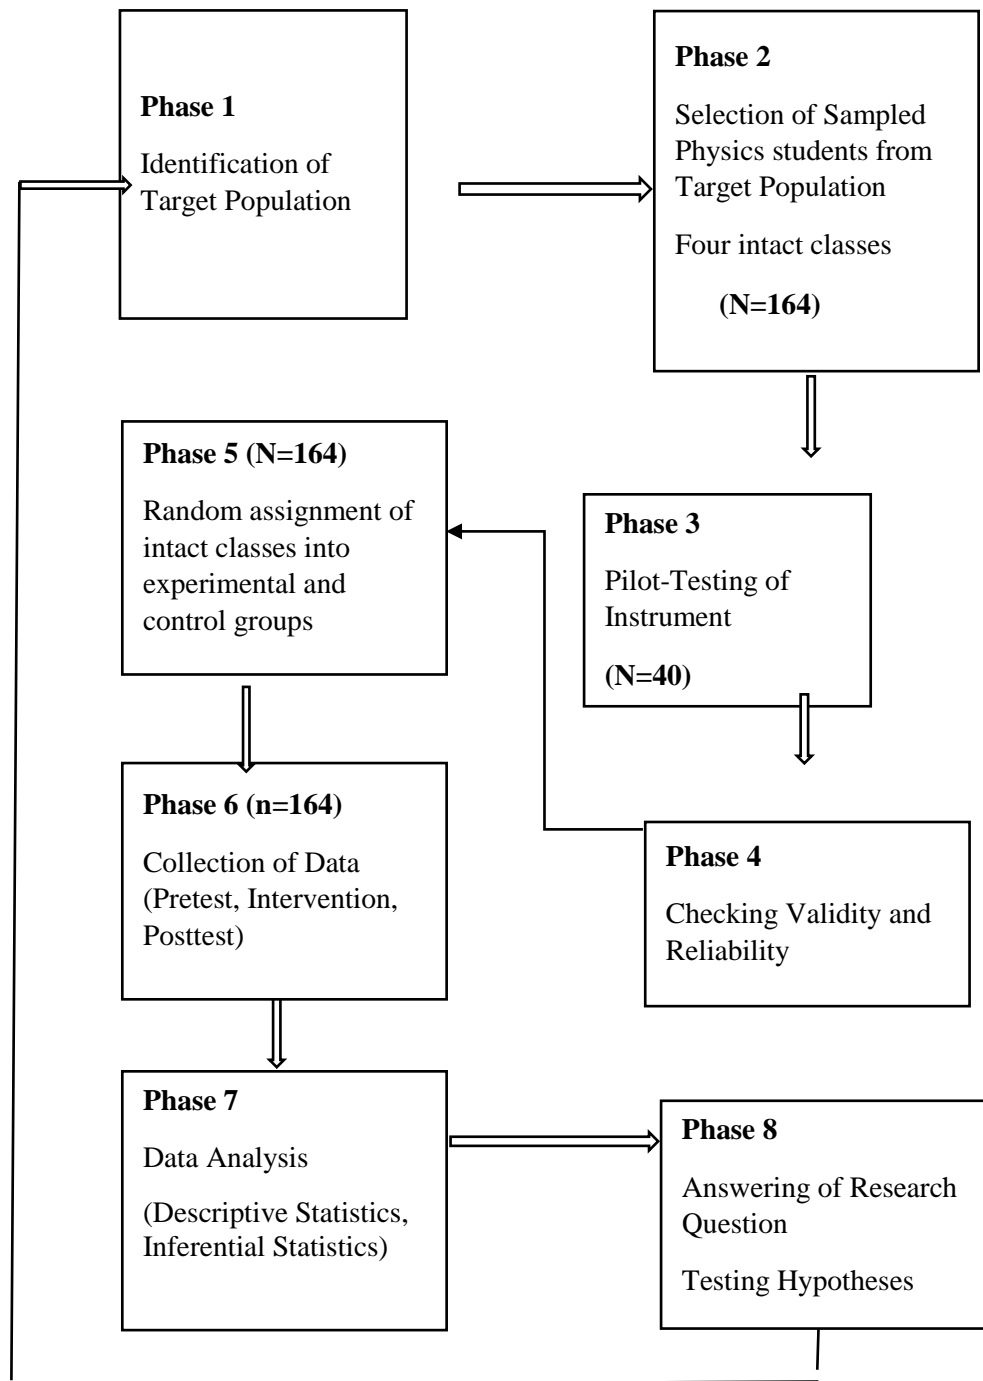 Phase 1
Identification of
Target Population
Phase 2
Selection of Sampled
Physics students from
Target Population
Four intact classes
(N=164)
Phase 3
Pilot-Testing of
Instrument
(N=40)
Phase 4
Checking Validity and
Reliability
Phase 5 (N=164)
Random assignment of
intact classes into
experimental and
control groups
Phase 6 (n=164)
Collection of Data
(Pretest, Intervention,
Posttest)
Phase 7
Data Analysis
(Descriptive Statistics,
Inferential Statistics)
Phase 8
Answering of Research
Question
Testing Hypotheses